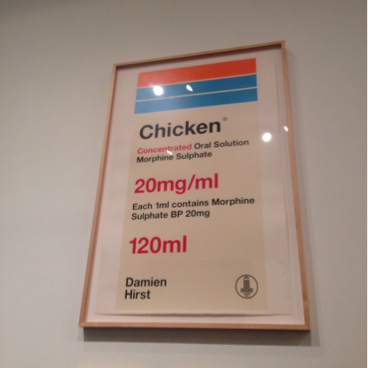 Chicken®
Concentrated Oral Solution
Morphine Sulphate
20mg/ml
Each 1ml contains Morphine
Sulphate BP 20mg
120ml
Damien
Hirst